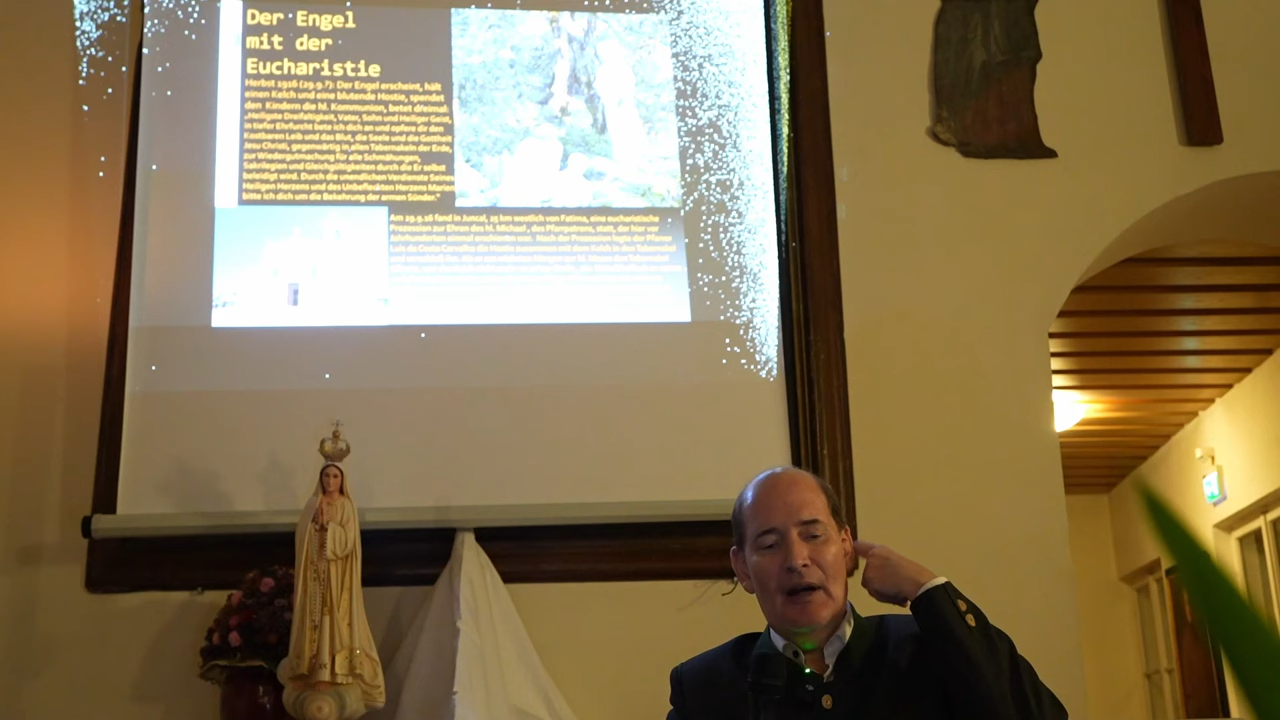 Der Engel
mit der
Eucharistie
Herbst 1916 (29.9.?): Der Engel erscheint, hält
einen Kelch und eine blutende Hostie, spendet
den Kindern die hl. Kommunion, betet dreimal:
„Heiligste Dreifaltigkeit, Vater, Sohn und Heiliger Geist,
in tiefer Ehrfurcht bete ich dich an und opfere dir den
Kostbaren Leib und das Blut, die Seele und die Gottheit
Jesu Christi, gegenwärtig in allen Tabernakeln der Erde,
zur Wiedergutmachung für alle Schmähungen,
Sakrilegien und Gleichgültigkeiten durch die Er selbst
beleidigt wird. Durch die unendlichen Verdienste Seines
Heiligen Herzens und des Unbefleckten Herzens Mariens
bitte ich dich um die Bekehrung der armen Sünder."
Am 29.9.16 fand in Juncal, 15 km westlich von Fatima, eine eucharistische
Prozession zur Ehren des hl. Michael, des Pfarrpatrons, statt, der hier vor
Jahrhunderten einmal erschienen war. Nach der Prozession legte der Pfarrer
Luis da Costa Carvalho die Hostie zusammen mit dem Kelch in den Tabernakel